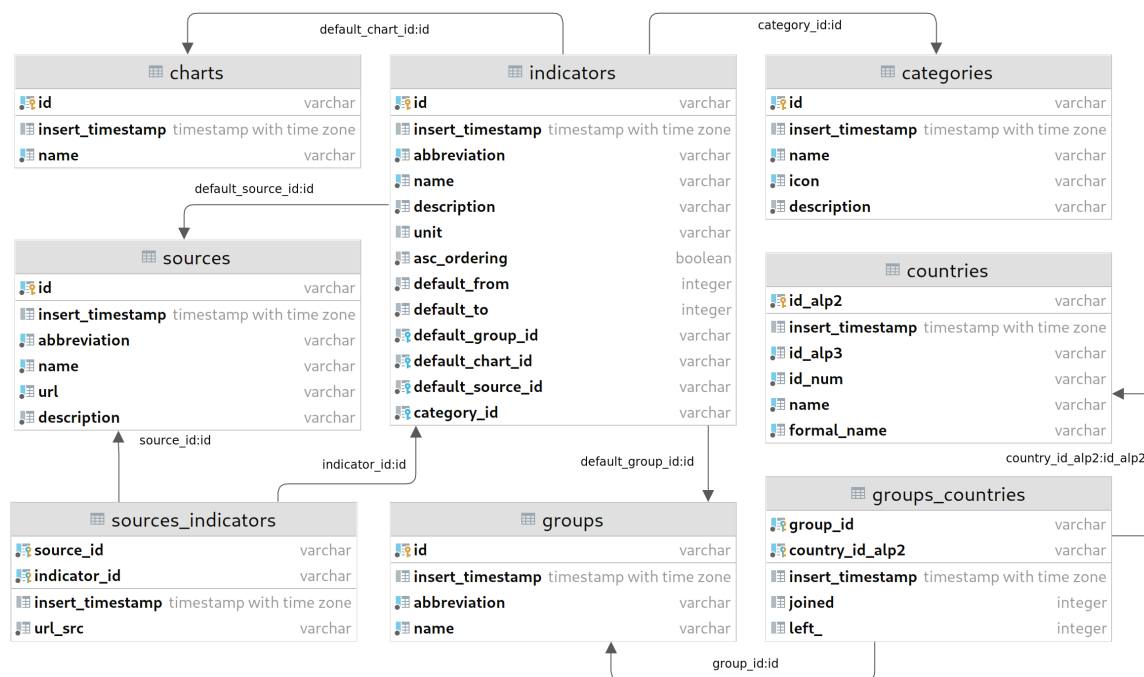 default_chart_id:id
category_id:id
charts
id varchar
insert_timestamp timestamp with time zone
name varchar
indicators
id varchar
insert_timestamp timestamp with time zone
abbreviation varchar
name varchar
description varchar
unit varchar
asc_ordering boolean
default_from integer
default_to integer
default_group_id varchar
default_chart_id varchar
default_source_id varchar
category_id varchar
categories
id varchar
insert_timestamp timestamp with time zone
name varchar
icon varchar
description varchar
default_source_id:id
sources
id varchar
insert_timestamp timestamp with time zone
abbreviation varchar
name varchar
url varchar
description varchar
countries
id_alp2 varchar
insert_timestamp timestamp with time zone
id_alp3 varchar
id_num varchar
name varchar
formal_name varchar
source_id:id
indicator_id:id
default_group_id:id
country_id_alp2:id_alp2
sources_indicators
source_id varchar
indicator_id varchar
insert_timestamp timestamp with time zone
url_src varchar
groups
id varchar
insert_timestamp timestamp with time zone
abbreviation varchar
name varchar
groups_countries
group_id varchar
country_id_alp2 varchar
insert_timestamp timestamp with time zone
joined integer
left_ integer
group_id:id